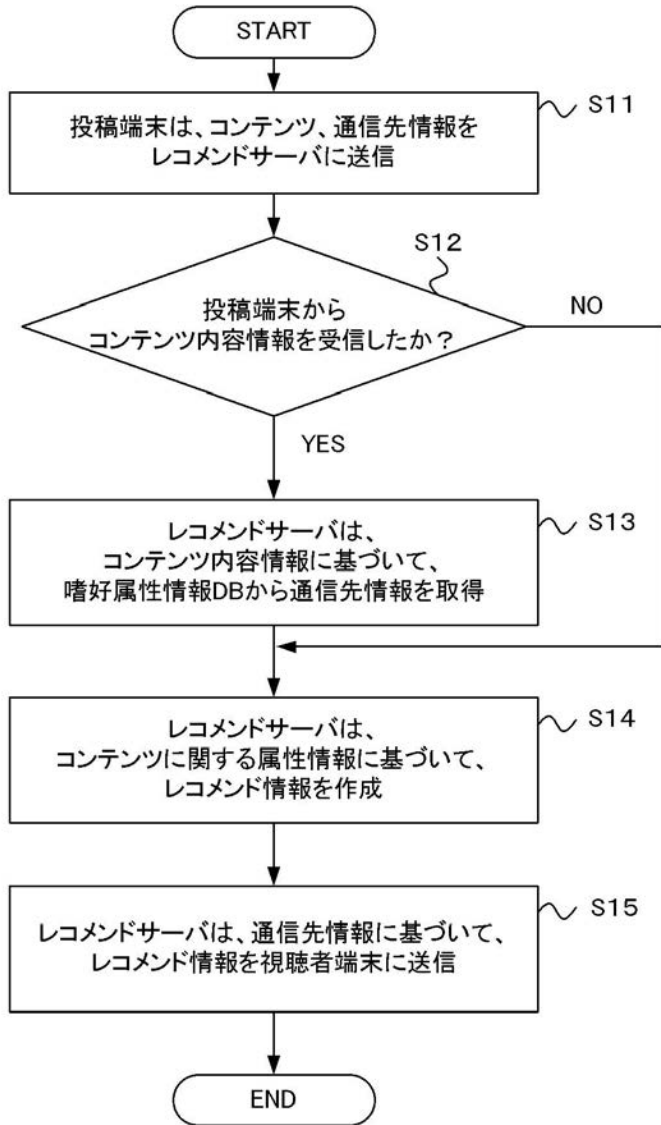 START
S11
投稿端末は、コンテンツ、通信先情報を
レコメンドサーバに送信
S12
投稿端末から
コンテンツ内容情報を受信したか？
NO
YES
S13
レコメンドサーバは、
コンテンツ内容情報に基づいて、
嗜好属性情報DBから通信先情報を取得
S14
レコメンドサーバは、
コンテンツに関する属性情報に基づいて、
レコメンド情報を作成
S15
レコメンドサーバは、通信先情報に基づいて、
レコメンド情報を視聴者端末に送信
END